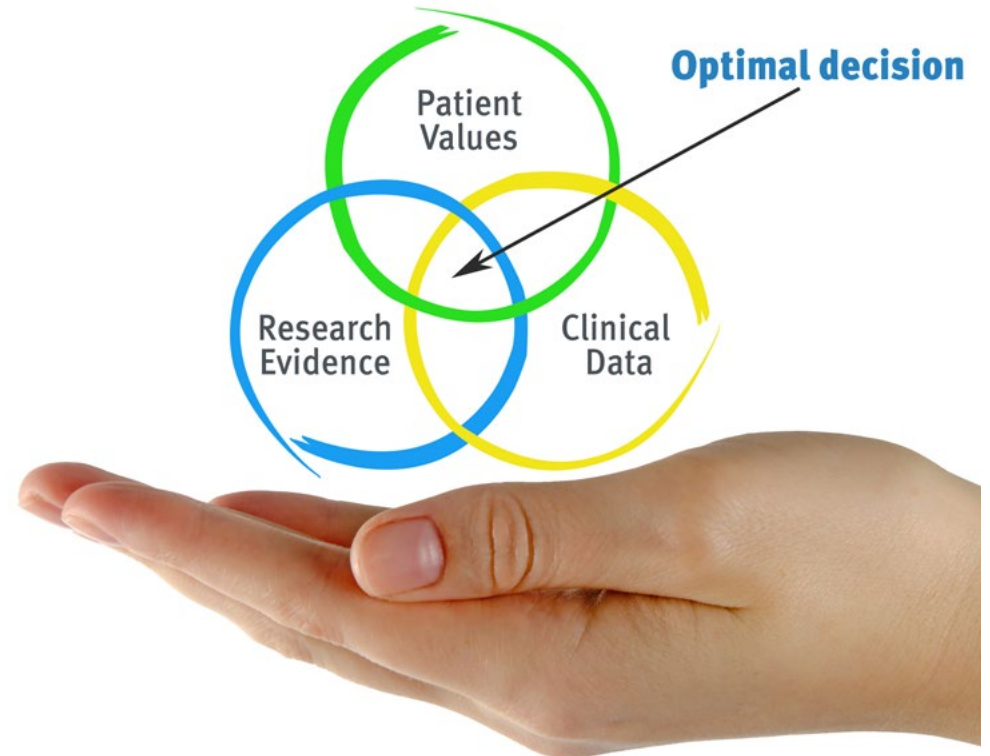 Optimal decision
Patient
Values
Research
Evidence
Clinical
Data